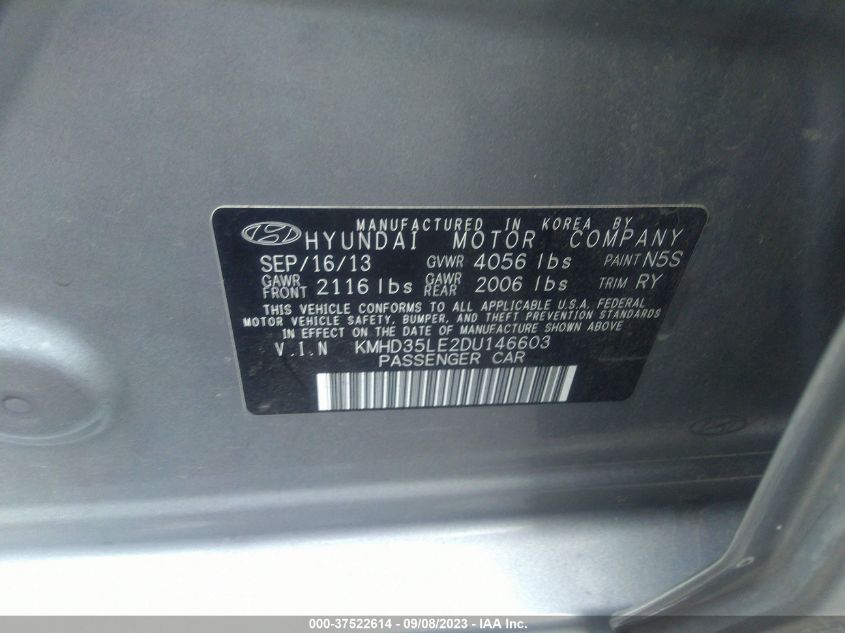 MANUFACTURED IN KOREA BY
HYUNDAI MOTOR COMPANY
SEP/16/13 GVWR 4056 lbs PAINT N5S
GAWR FRONT 2116 lbs GAWR REAR 2006 lbs TRIM RY
THIS VEHICLE CONFORMS TO ALL APPLICABLE U.S.A. FEDERAL
MOTOR VEHICLE SAFETY, BUMPER, AND THEFT PREVENTION STANDARDS
IN EFFECT ON THE DATE OF MANUFACTURE SHOWN ABOVE
V.I.N KMHD35LE2DU146603
PASSENGER CAR
000-37522614 - 09/08/2023 - IAA Inc.